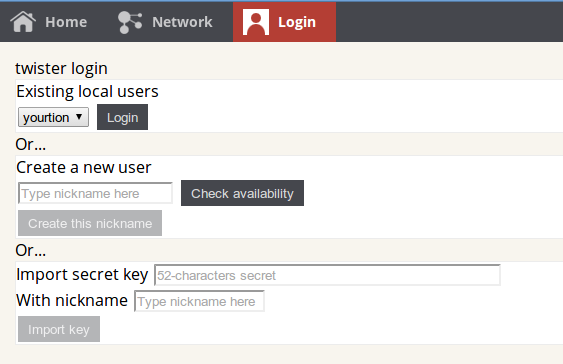 Home Network Login
twister login
Existing local users
yourtion Login
Or...
Create a new user
Type nickname here Check availability
Create this nickname
Or...
Import secret key 52-characters secret
With nickname Type nickname here
Import key